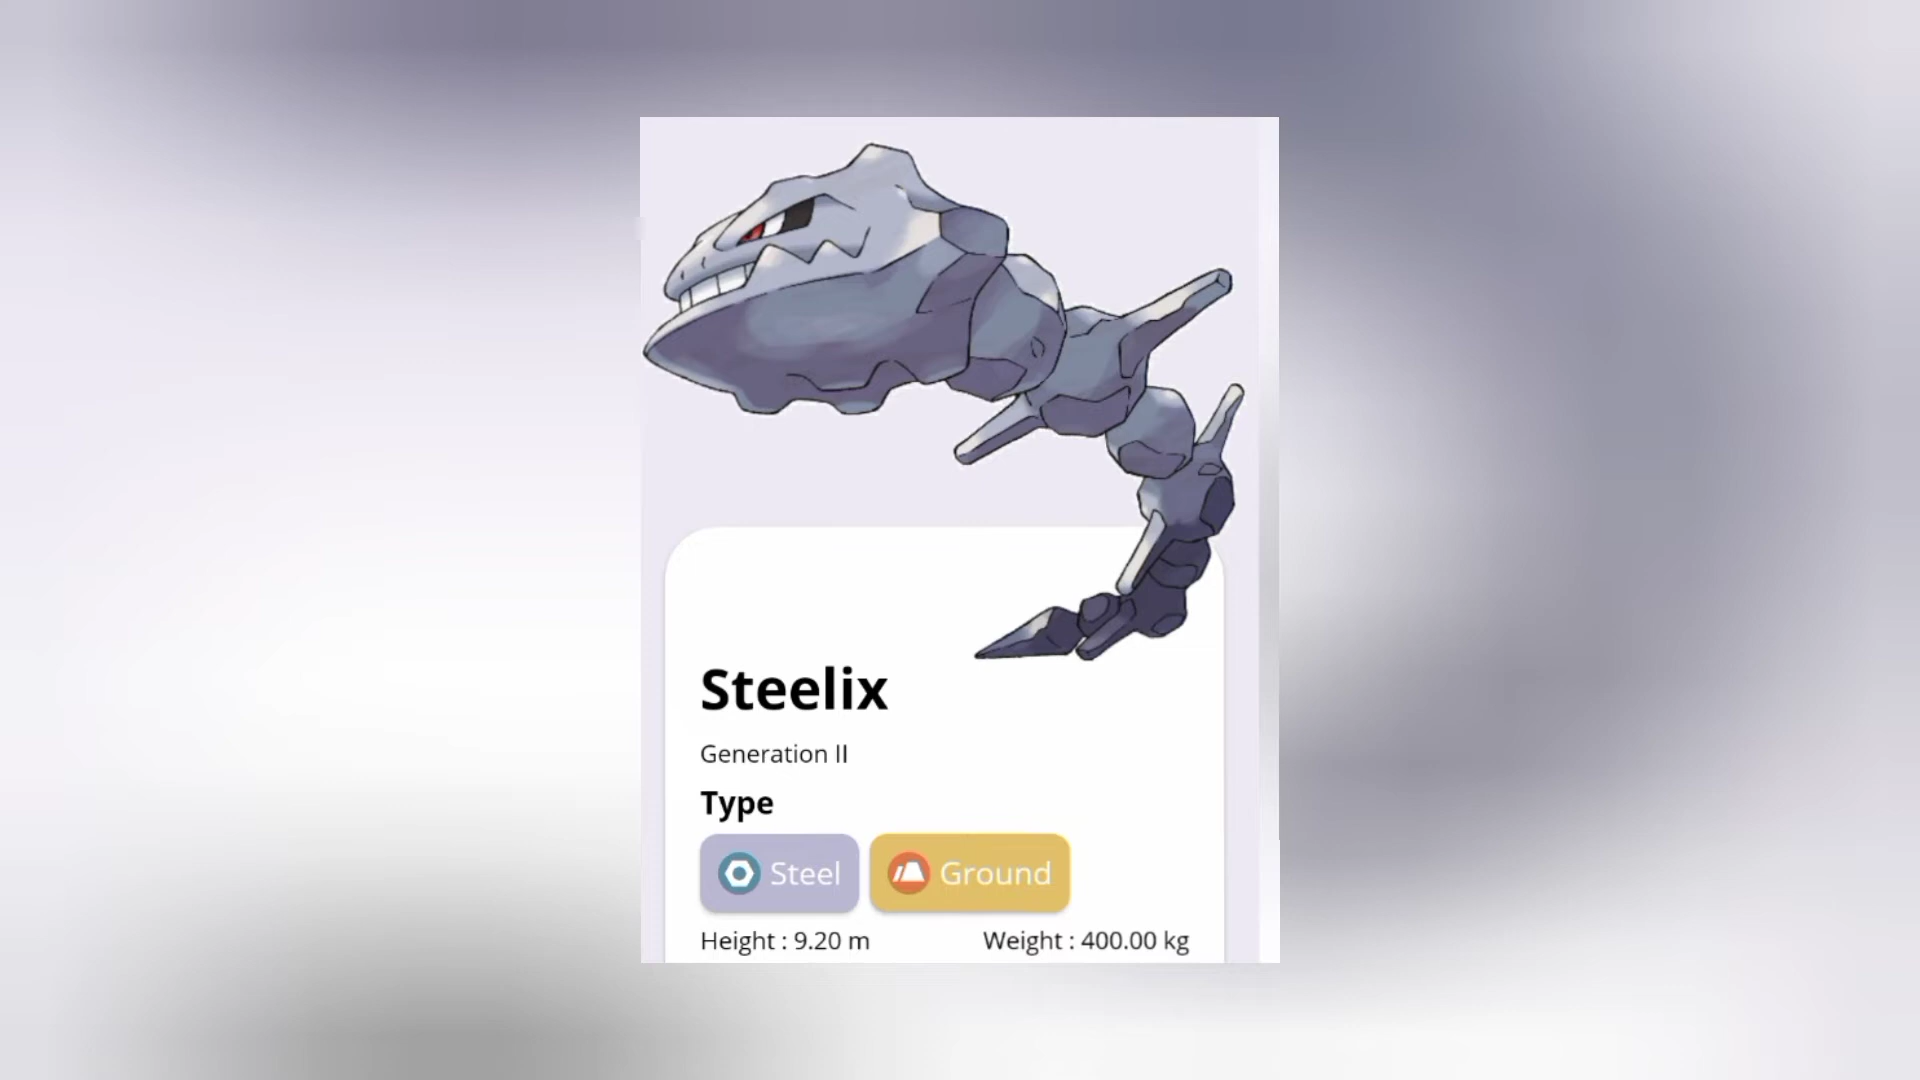 Steelix
Generation II
Type
Steel Ground
Height : 9.20 m Weight : 400.00 kg